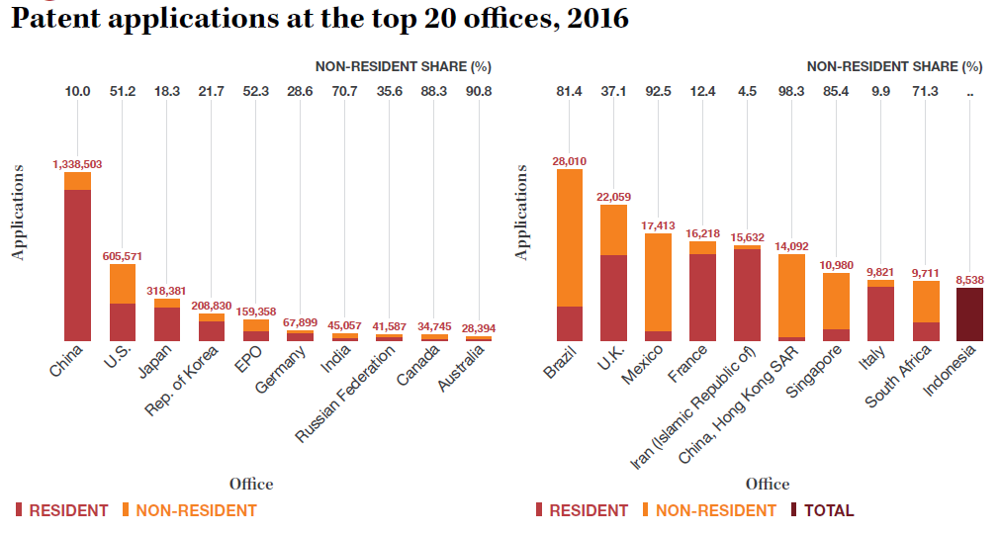 Patent applications at the top 20 offices, 2016
NON-RESIDENT SHARE (%)
10.0 51.2 18.3 21.7 52.3 28.6 70.7 35.6 88.3 90.8
Applications
1,338,503
605,571
318,381
208,830
159,358
67,899
45,057
41,587
34,745
28,394
China
U.S.
Japan
Rep. of Korea
EPO
Germany
India
Russian Federation
Canada
Australia
Office
RESIDENT NON-RESIDENT
NON-RESIDENT SHARE (%)
81.4 37.1 92.5 12.4 4.5 98.3 85.4 9.9 71.3 ..
Applications
28,010
22,059
17,413
16,218
15,632
14,092
10,980
9,821
9,711
8,538
Brazil
U.K.
Mexico
France
Iran (Islamic Republic of)
China, Hong Kong SAR
Singapore
Italy
South Africa
Indonesia
Office
RESIDENT NON-RESIDENT TOTAL